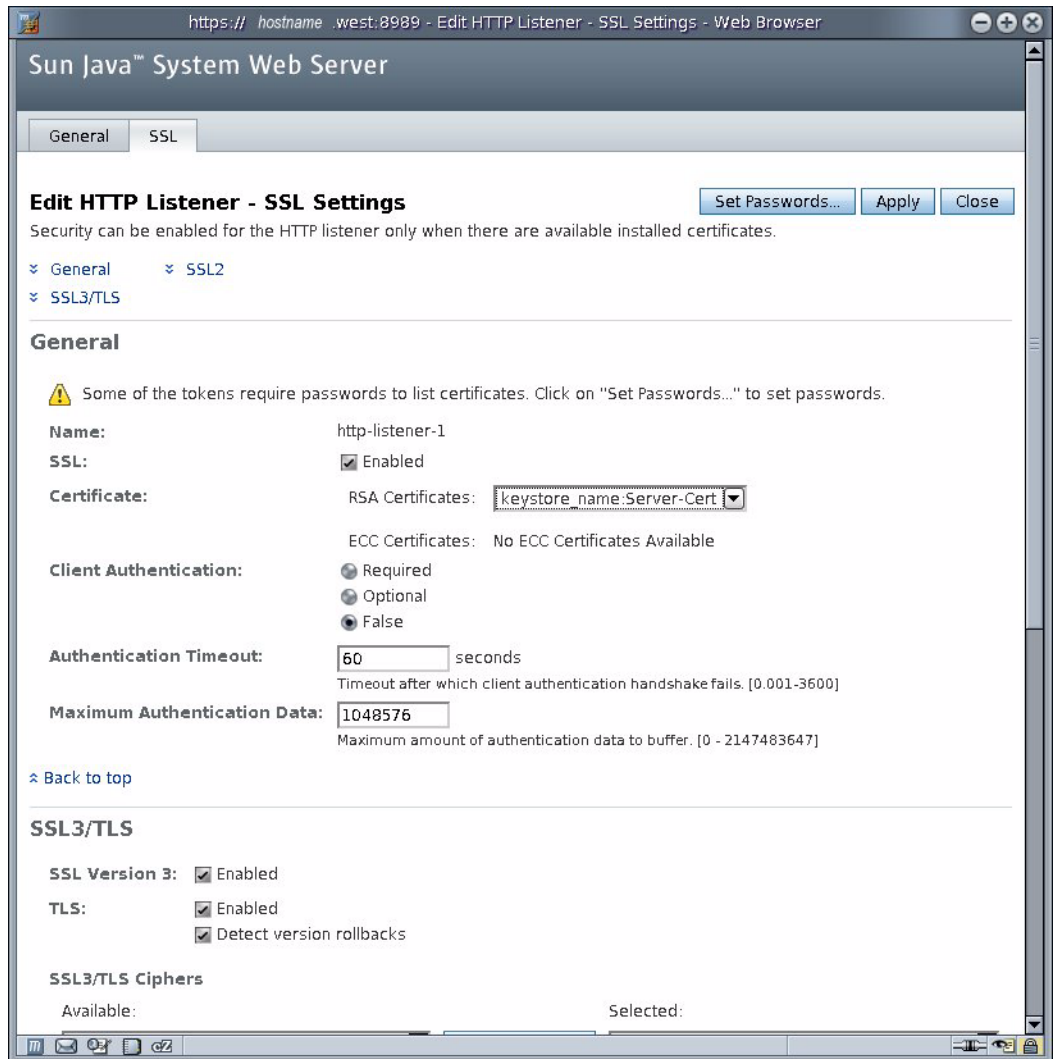 https:// hostname .west:8989 - Edit HTTP Listener - SSL Settings - Web Browser
Sun Java™ System Web Server
General SSL
Edit HTTP Listener - SSL Settings Set Passwords... Apply Close
Security can be enabled for the HTTP listener only when there are available installed certificates.
General SSL2
SSL3/TLS
General
Some of the tokens require passwords to list certificates. Click on "Set Passwords..." to set passwords.
Name: http-listener-1
SSL: Enabled
Certificate: RSA Certificates: keystore_name:Server-Cert
ECC Certificates: No ECC Certificates Available
Client Authentication: Required
Optional
False
Authentication Timeout: 60 seconds
Timeout after which client authentication handshake fails. [0.001-3600]
Maximum Authentication Data: 1048576
Maximum amount of authentication data to buffer. [0 - 2147483647]
Back to top
SSL3/TLS
SSL Version 3: Enabled
TLS: Enabled
Detect version rollbacks
SSL3/TLS Ciphers
Available: Selected: